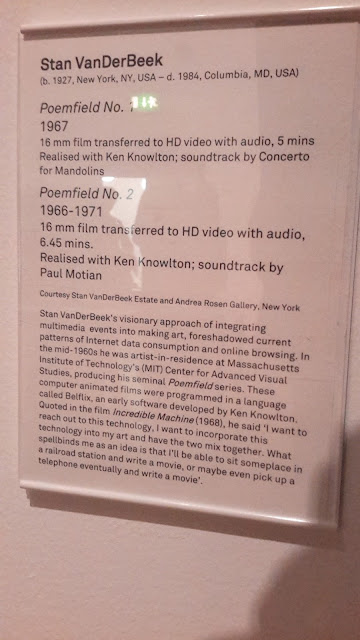 Stan VanDerBeek
(b. 1927, New York, NY, USA – d. 1984, Columbia, MD, USA)
Poemfield No. 1
1967
16 mm film transferred to HD video with audio, 5 mins
Realised with Ken Knowlton; soundtrack by Concerto
for Mandolins
Poemfield No. 2
1966-1971
16 mm film transferred to HD video with audio,
6.45 mins.
Realised with Ken Knowlton; soundtrack by
Paul Motian
Courtesy Stan VanDerBeek Estate and Andrea Rosen Gallery, New York
Stan VanDerBeek's visionary approach of integrating
multimedia events into making art, foreshadowed current
patterns of Internet data consumption and online browsing. In
the mid-1960s he was artist-in-residence at Massachusetts
Institute of Technology's (MIT) Center for Advanced Visual
Studies, producing his seminal Poemfield series. These
computer animated films were programmed in a language
called Belflix, an early software developed by Ken Knowlton.
Quoted in the film Incredible Machine (1968), he said 'I want to
reach out to this technology, I want to incorporate this
technology into my art and have the two mix together. What
spellbinds me as an idea is that I'll be able to sit someplace in
a railroad station and write a movie, or maybe even pick up a
telephone eventually and write a movie'.